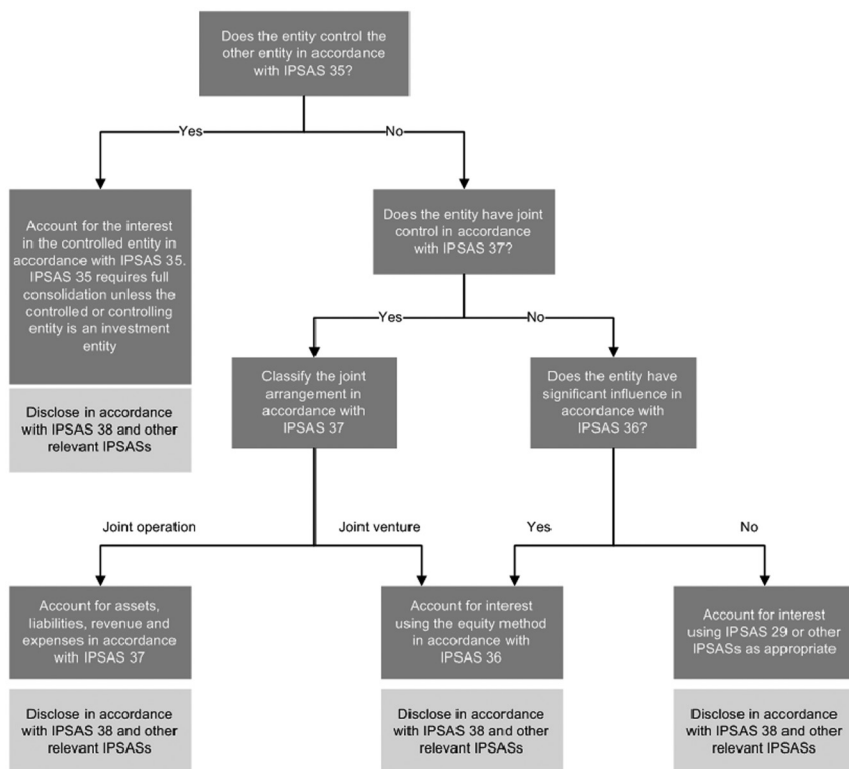 Does the entity control the
other entity in accordance
with IPSAS 35?
Yes
No
Account for the interest
in the controlled entity in
accordance with IPSAS 35.
IPSAS 35 requires full
consolidation unless the
controlled or controlling
entity is an investment
entity
Disclose in accordance
with IPSAS 38 and other
relevant IPSASs
Does the entity have joint
control in accordance
with IPSAS 37?
Yes
No
Classify the joint
arrangement in
accordance with
IPSAS 37
Does the entity have
significant influence in
accordance with
IPSAS 36?
Joint operation
Joint venture
Yes
No
Account for assets,
liabilities, revenue and
expenses in accordance
with IPSAS 37
Disclose in accordance
with IPSAS 38 and other
relevant IPSASs
Account for interest
using the equity method
in accordance with
IPSAS 36
Disclose in accordance
with IPSAS 38 and other
relevant IPSASs
Account for interest
using IPSAS 29 or other
IPSASs as appropriate
Disclose in accordance
with IPSAS 38 and other
relevant IPSASs